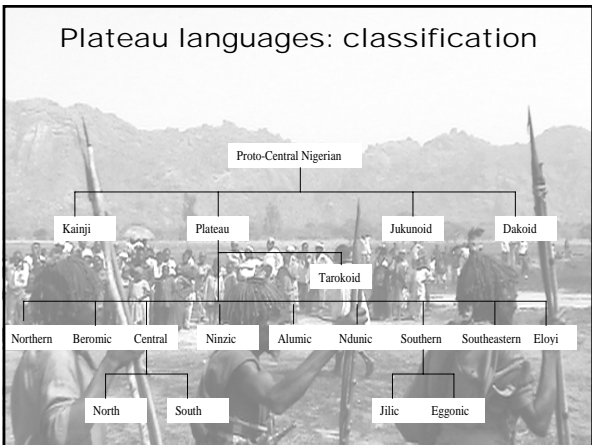 Plateau languages: classification
Proto-Central Nigerian
Kainji Plateau Jukunoid Dakoid
Tarokoid
Northern Beromic Central Ninzic Alumic Ndunic Southern Southeastern Eloyi
North South Jilic Eggonic